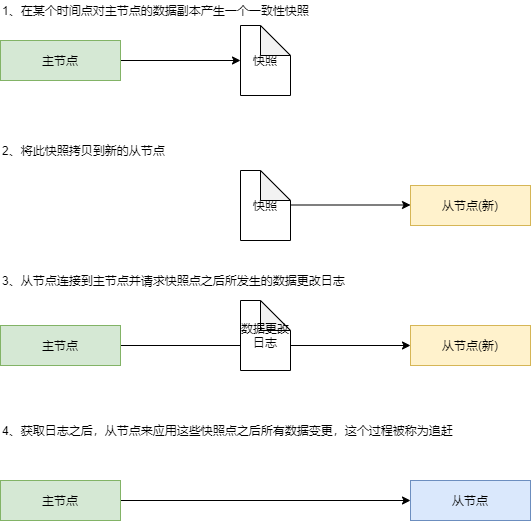 1、在某个时间点对主节点的数据副本产生一个一致性快照
主节点
快照
2、将此快照拷贝到新的从节点
快照
从节点(新)
3、从节点连接到主节点并请求快照点之后所发生的数据更改日志
主节点
数据更改
日志
从节点(新)
4、获取日志之后，从节点来应用这些快照点之后所有数据变更，这个过程被称为追赶
主节点
从节点